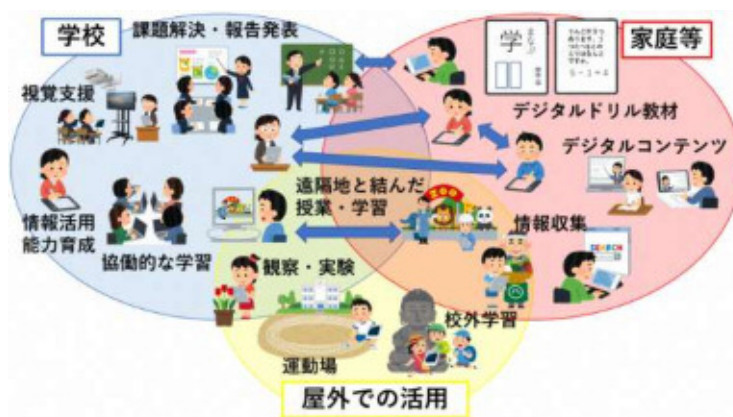 学校
課題解決・報告発表
視覚支援
情報活用
能力育成
協働的な学習
遠隔地と結んだ
授業・学習
観察・実験
運動場
校外学習
屋外での活用
家庭等
学
デジタルドリル教材
デジタルコンテンツ
情報収集
SEARCH
ZOO